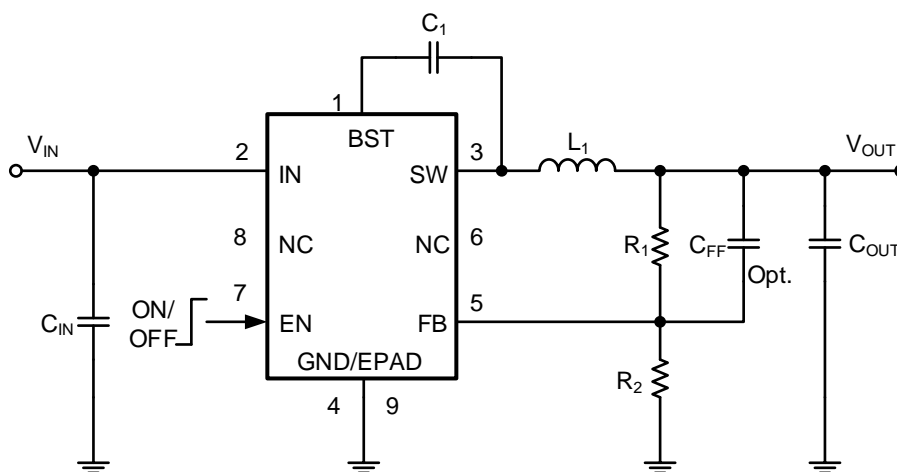 C1
1
BST
VIN
2
IN
SW
3
L1
VOUT
8
NC
NC
6
R1
CFF
Opt.
COUT
CIN
ON/
OFF
7
EN
FB
5
GND/EPAD
4
9
R2